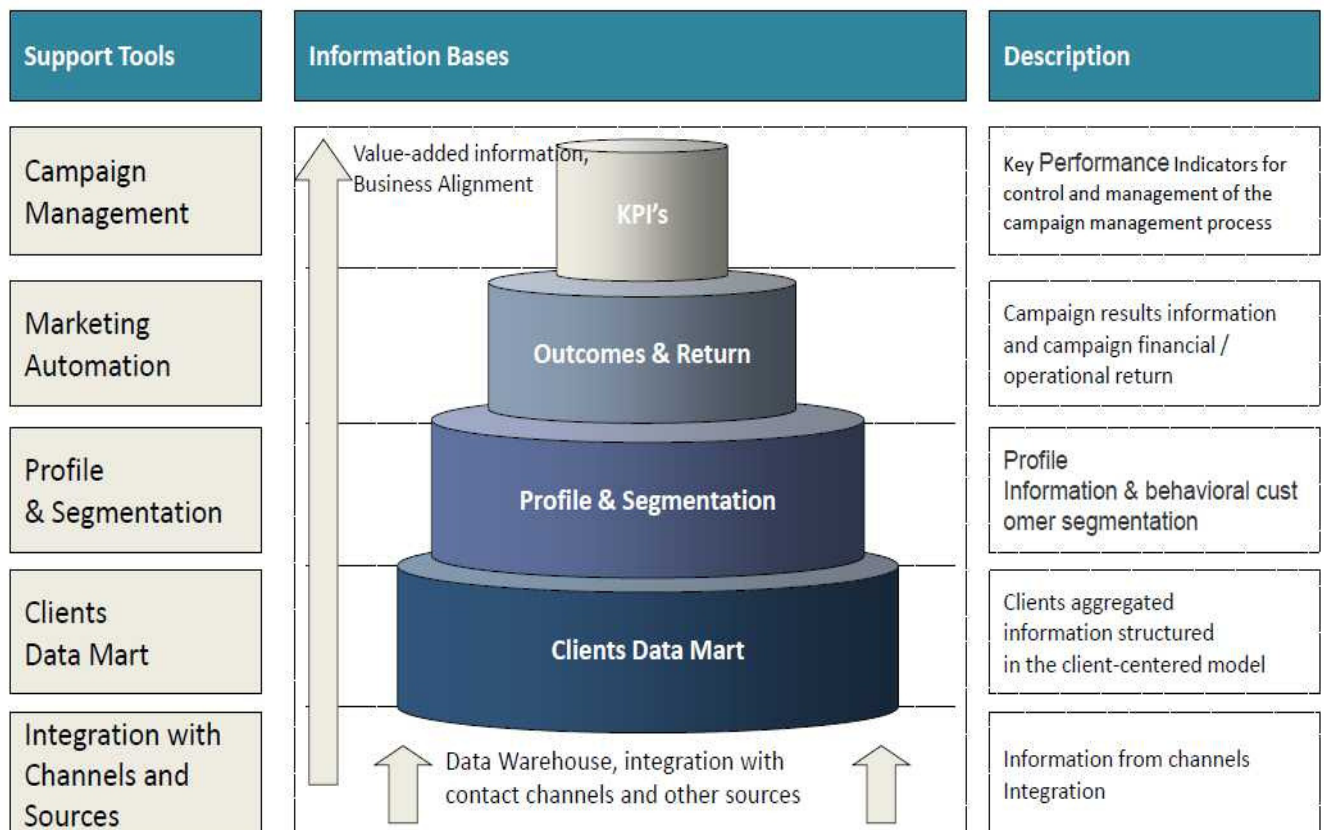 Support Tools
Information Bases
Description
Campaign
Management
Value-added information,
Business Alignment
KPI's
Key Performance Indicators for
control and management of the
campaign management process
Marketing
Automation
Outcomes & Return
Campaign results information
and campaign financial /
operational return
Profile
& Segmentation
Profile & Segmentation
Profile
Information & behavioral cust
omer segmentation
Clients
Data Mart
Clients Data Mart
Clients aggregated
information structured
in the client-centered model
Integration with
Channels and
Sources
Data Warehouse, integration with
contact channels and other sources
Information from channels
Integration